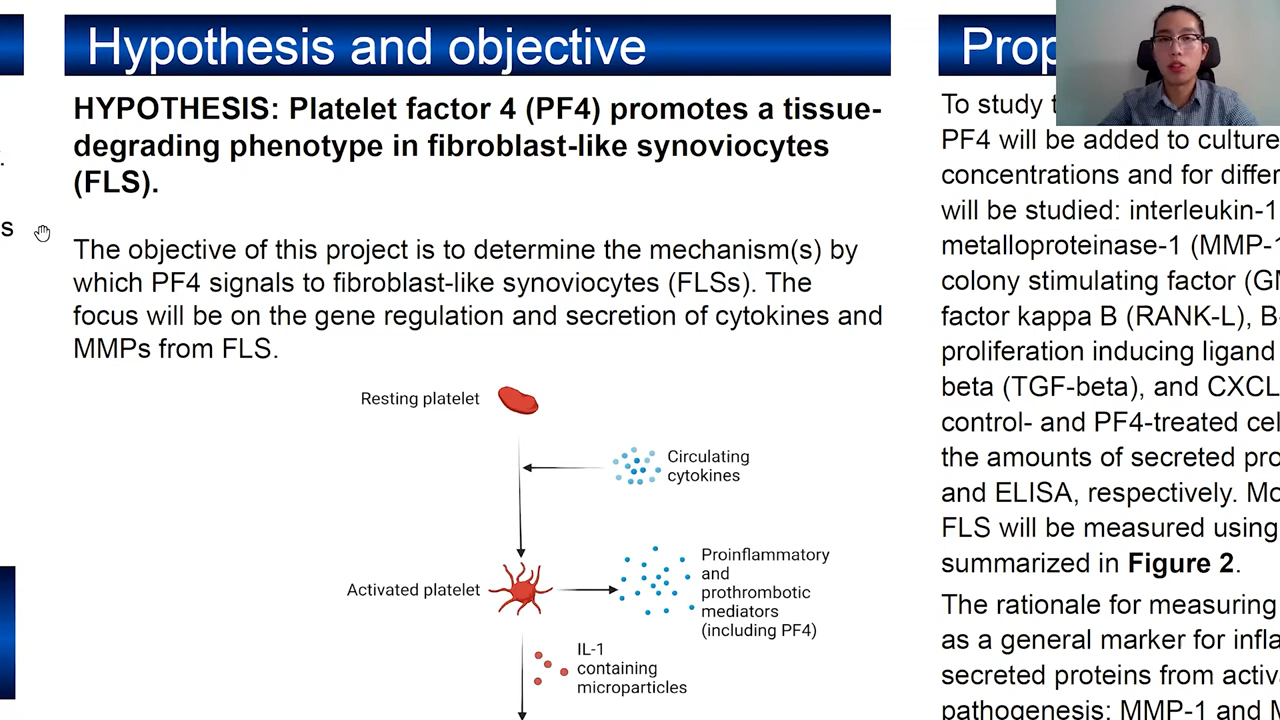 Hypothesis and objective
HYPOTHESIS: Platelet factor 4 (PF4) promotes a tissue-
degrading phenotype in fibroblast-like synoviocytes
(FLS).
The objective of this project is to determine the mechanism(s) by
which PF4 signals to fibroblast-like synoviocytes (FLSs). The
focus will be on the gene regulation and secretion of cytokines and
MMPs from FLS.
Resting platelet
Circulating
cytokines
Activated platelet
Proinflammatory
and
prothrombotic
mediators
(including PF4)
IL-1
containing
microparticles
To study
PF4 will be added to culture
concentrations and for differ
will be studied: interleukin-1
metalloproteinase-1 (MMP-1
colony stimulating factor (GM
factor kappa B (RANK-L), B-
proliferation inducing ligand
beta (TGF-beta), and CXCL
control- and PF4-treated cel
the amounts of secreted pro
and ELISA, respectively. Mo
FLS will be measured using
summarized in Figure 2.
The rationale for measuring
as a general marker for infla
secreted proteins from activa
pathogenesis: MMP-1 and M